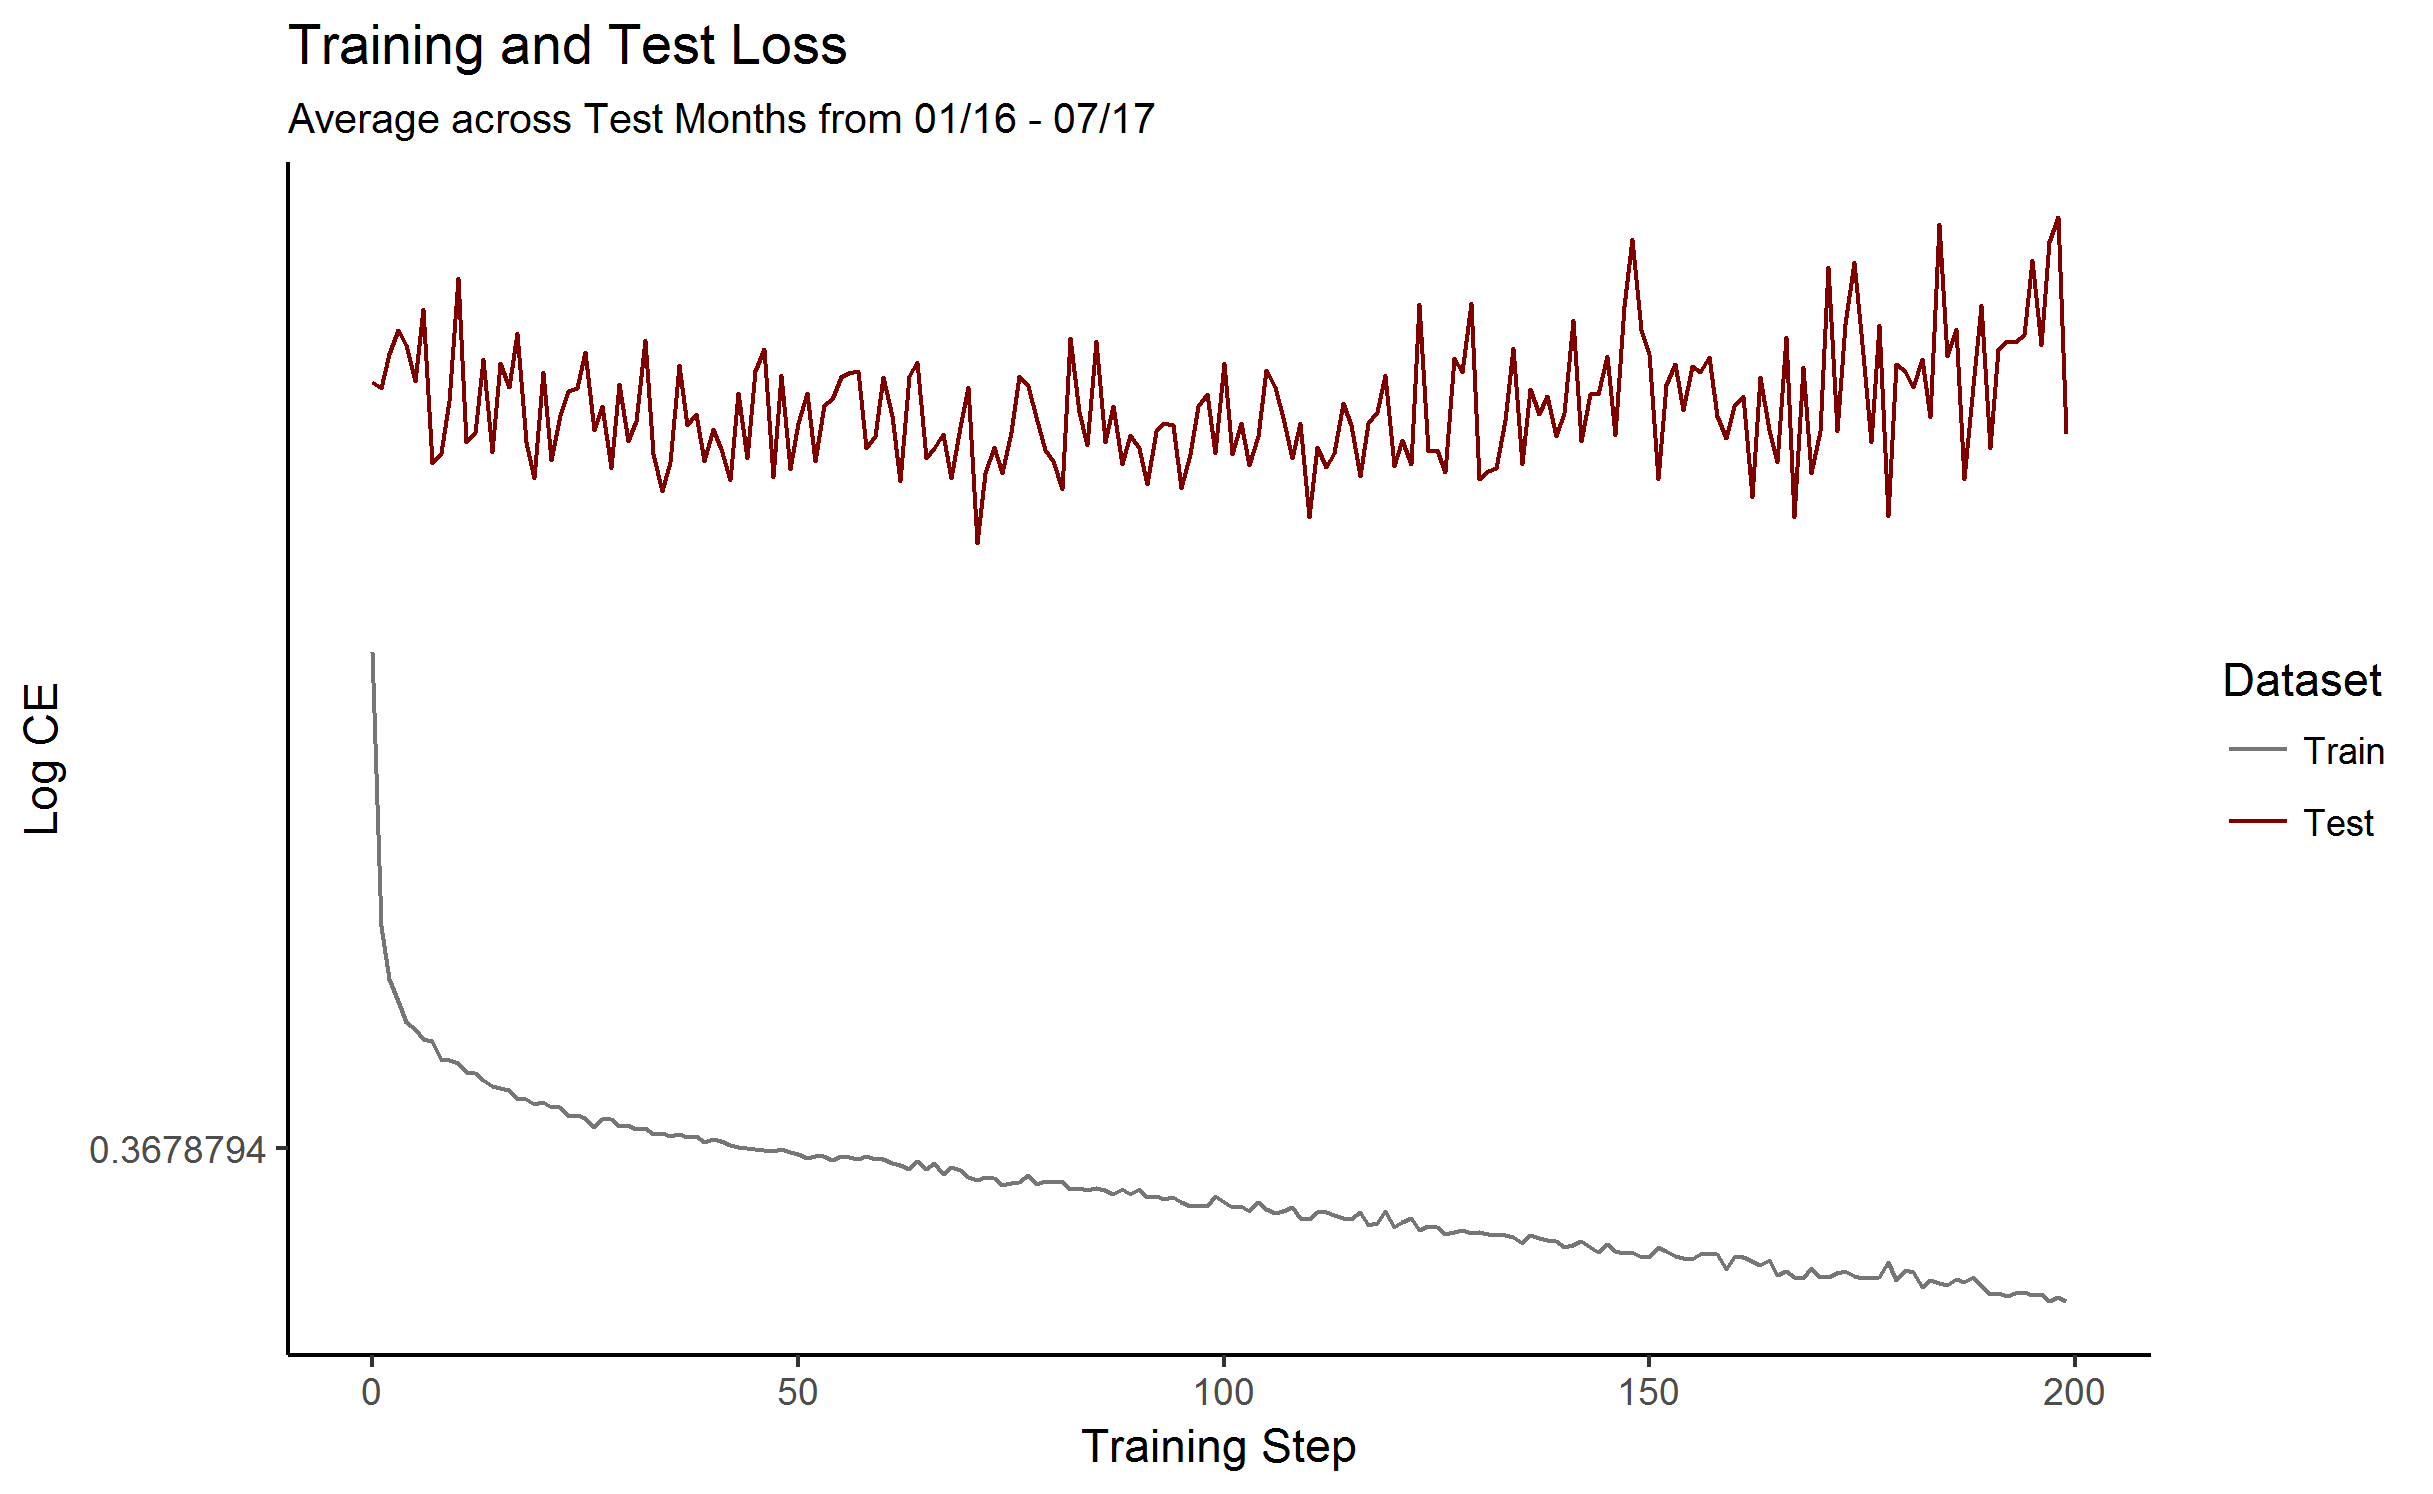 Training and Test Loss
Average across Test Months from 01/16 - 07/17
Log CE
0.3678794
0 50 100 150 200
Training Step
Dataset
Train
Test